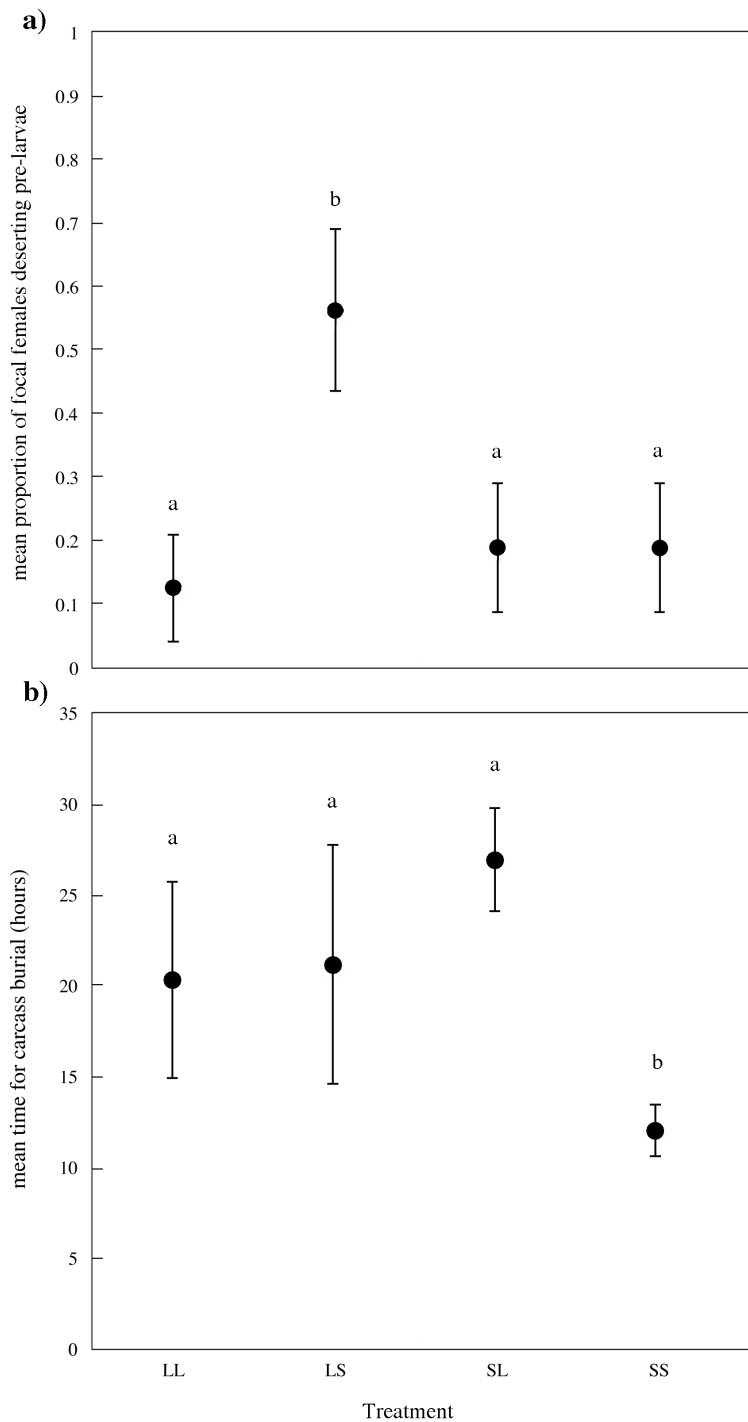 a)
mean proportion of focal females deserting pre-larvae
1
0.9
0.8
0.7
0.6
0.5
0.4
0.3
0.2
0.1
0
a
b
a
a
b)
mean time for carcass burial (hours)
35
30
25
20
15
10
5
0
a
a
a
b
LL LS SL SS
Treatment